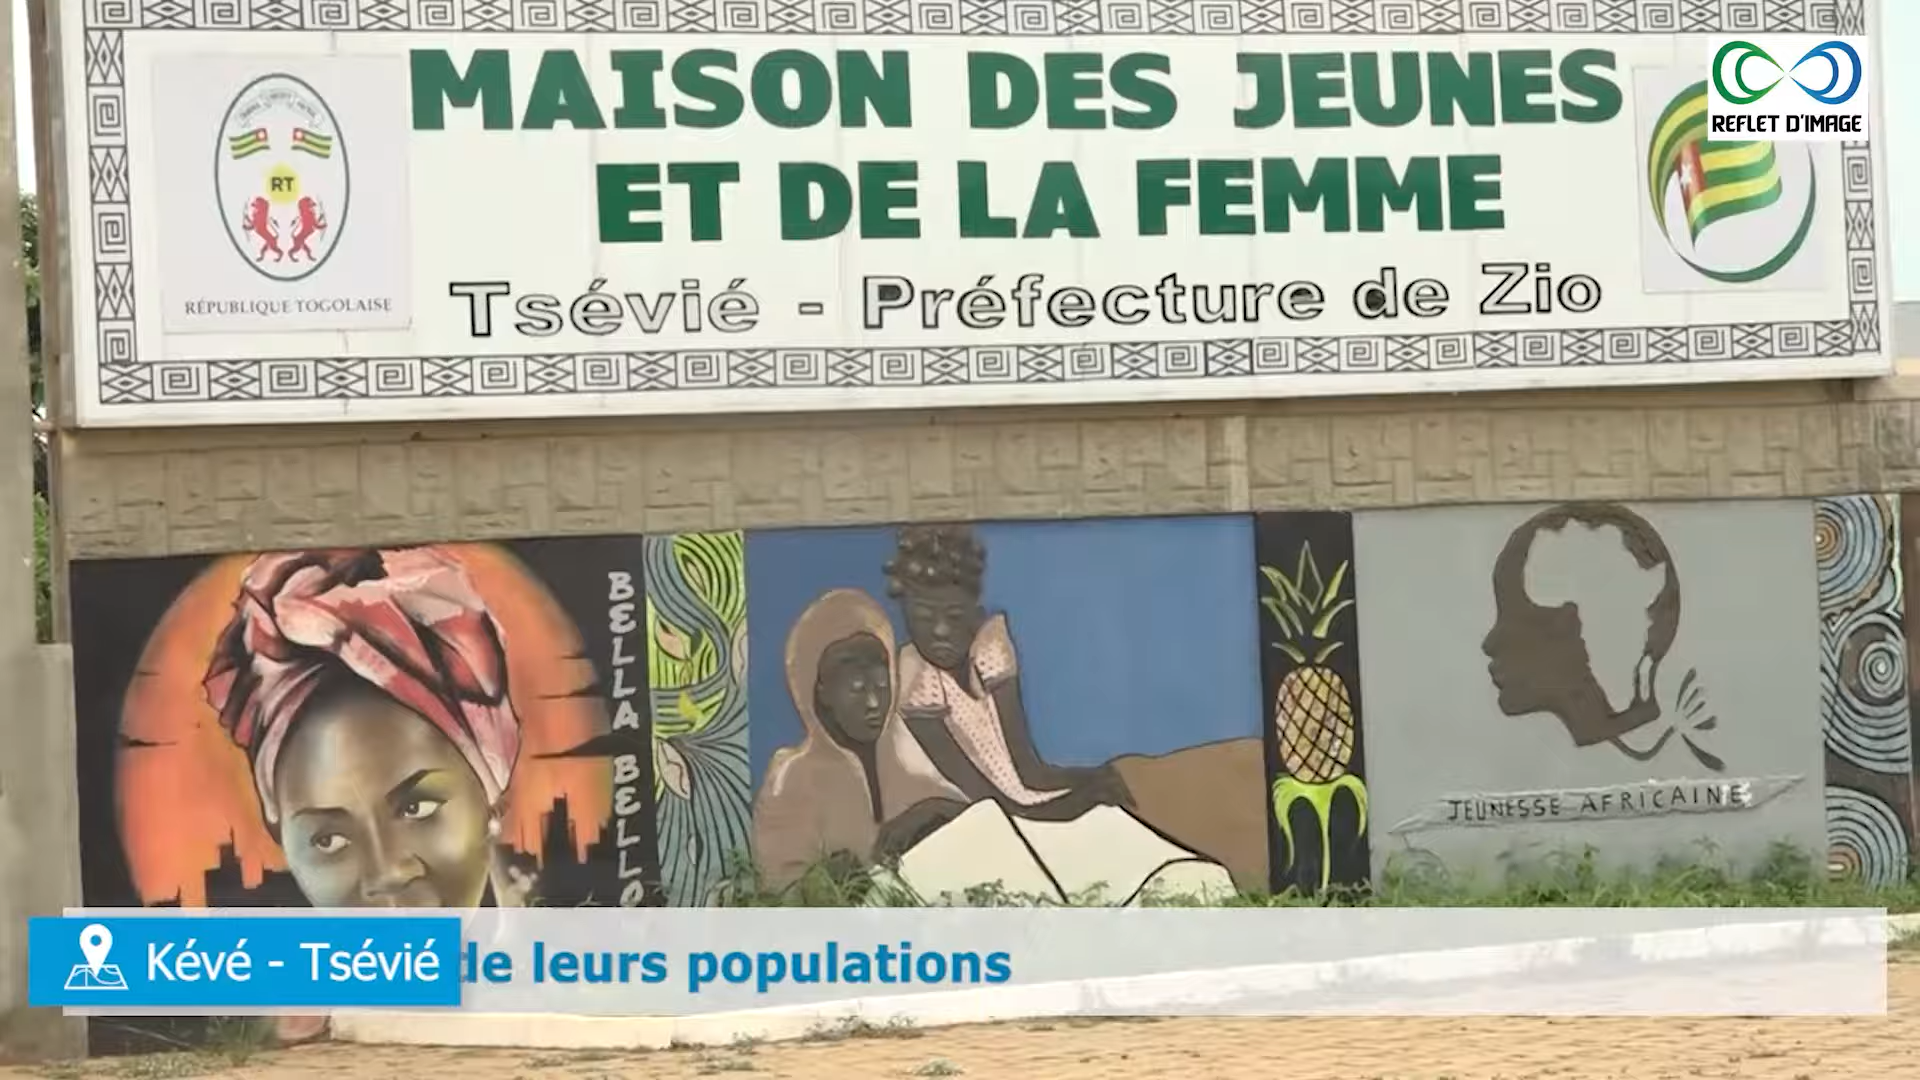 MAISON DES JEUNES
ET DE LA FEMME
Tsévié - Préfecture de Zio
RT
RÉPUBLIQUE TOGOLAISE
REFLET D'IMAGE
BELLA BELLO
JEUNESSE AFRICAINE
Kévé - Tsévié
de leurs populations